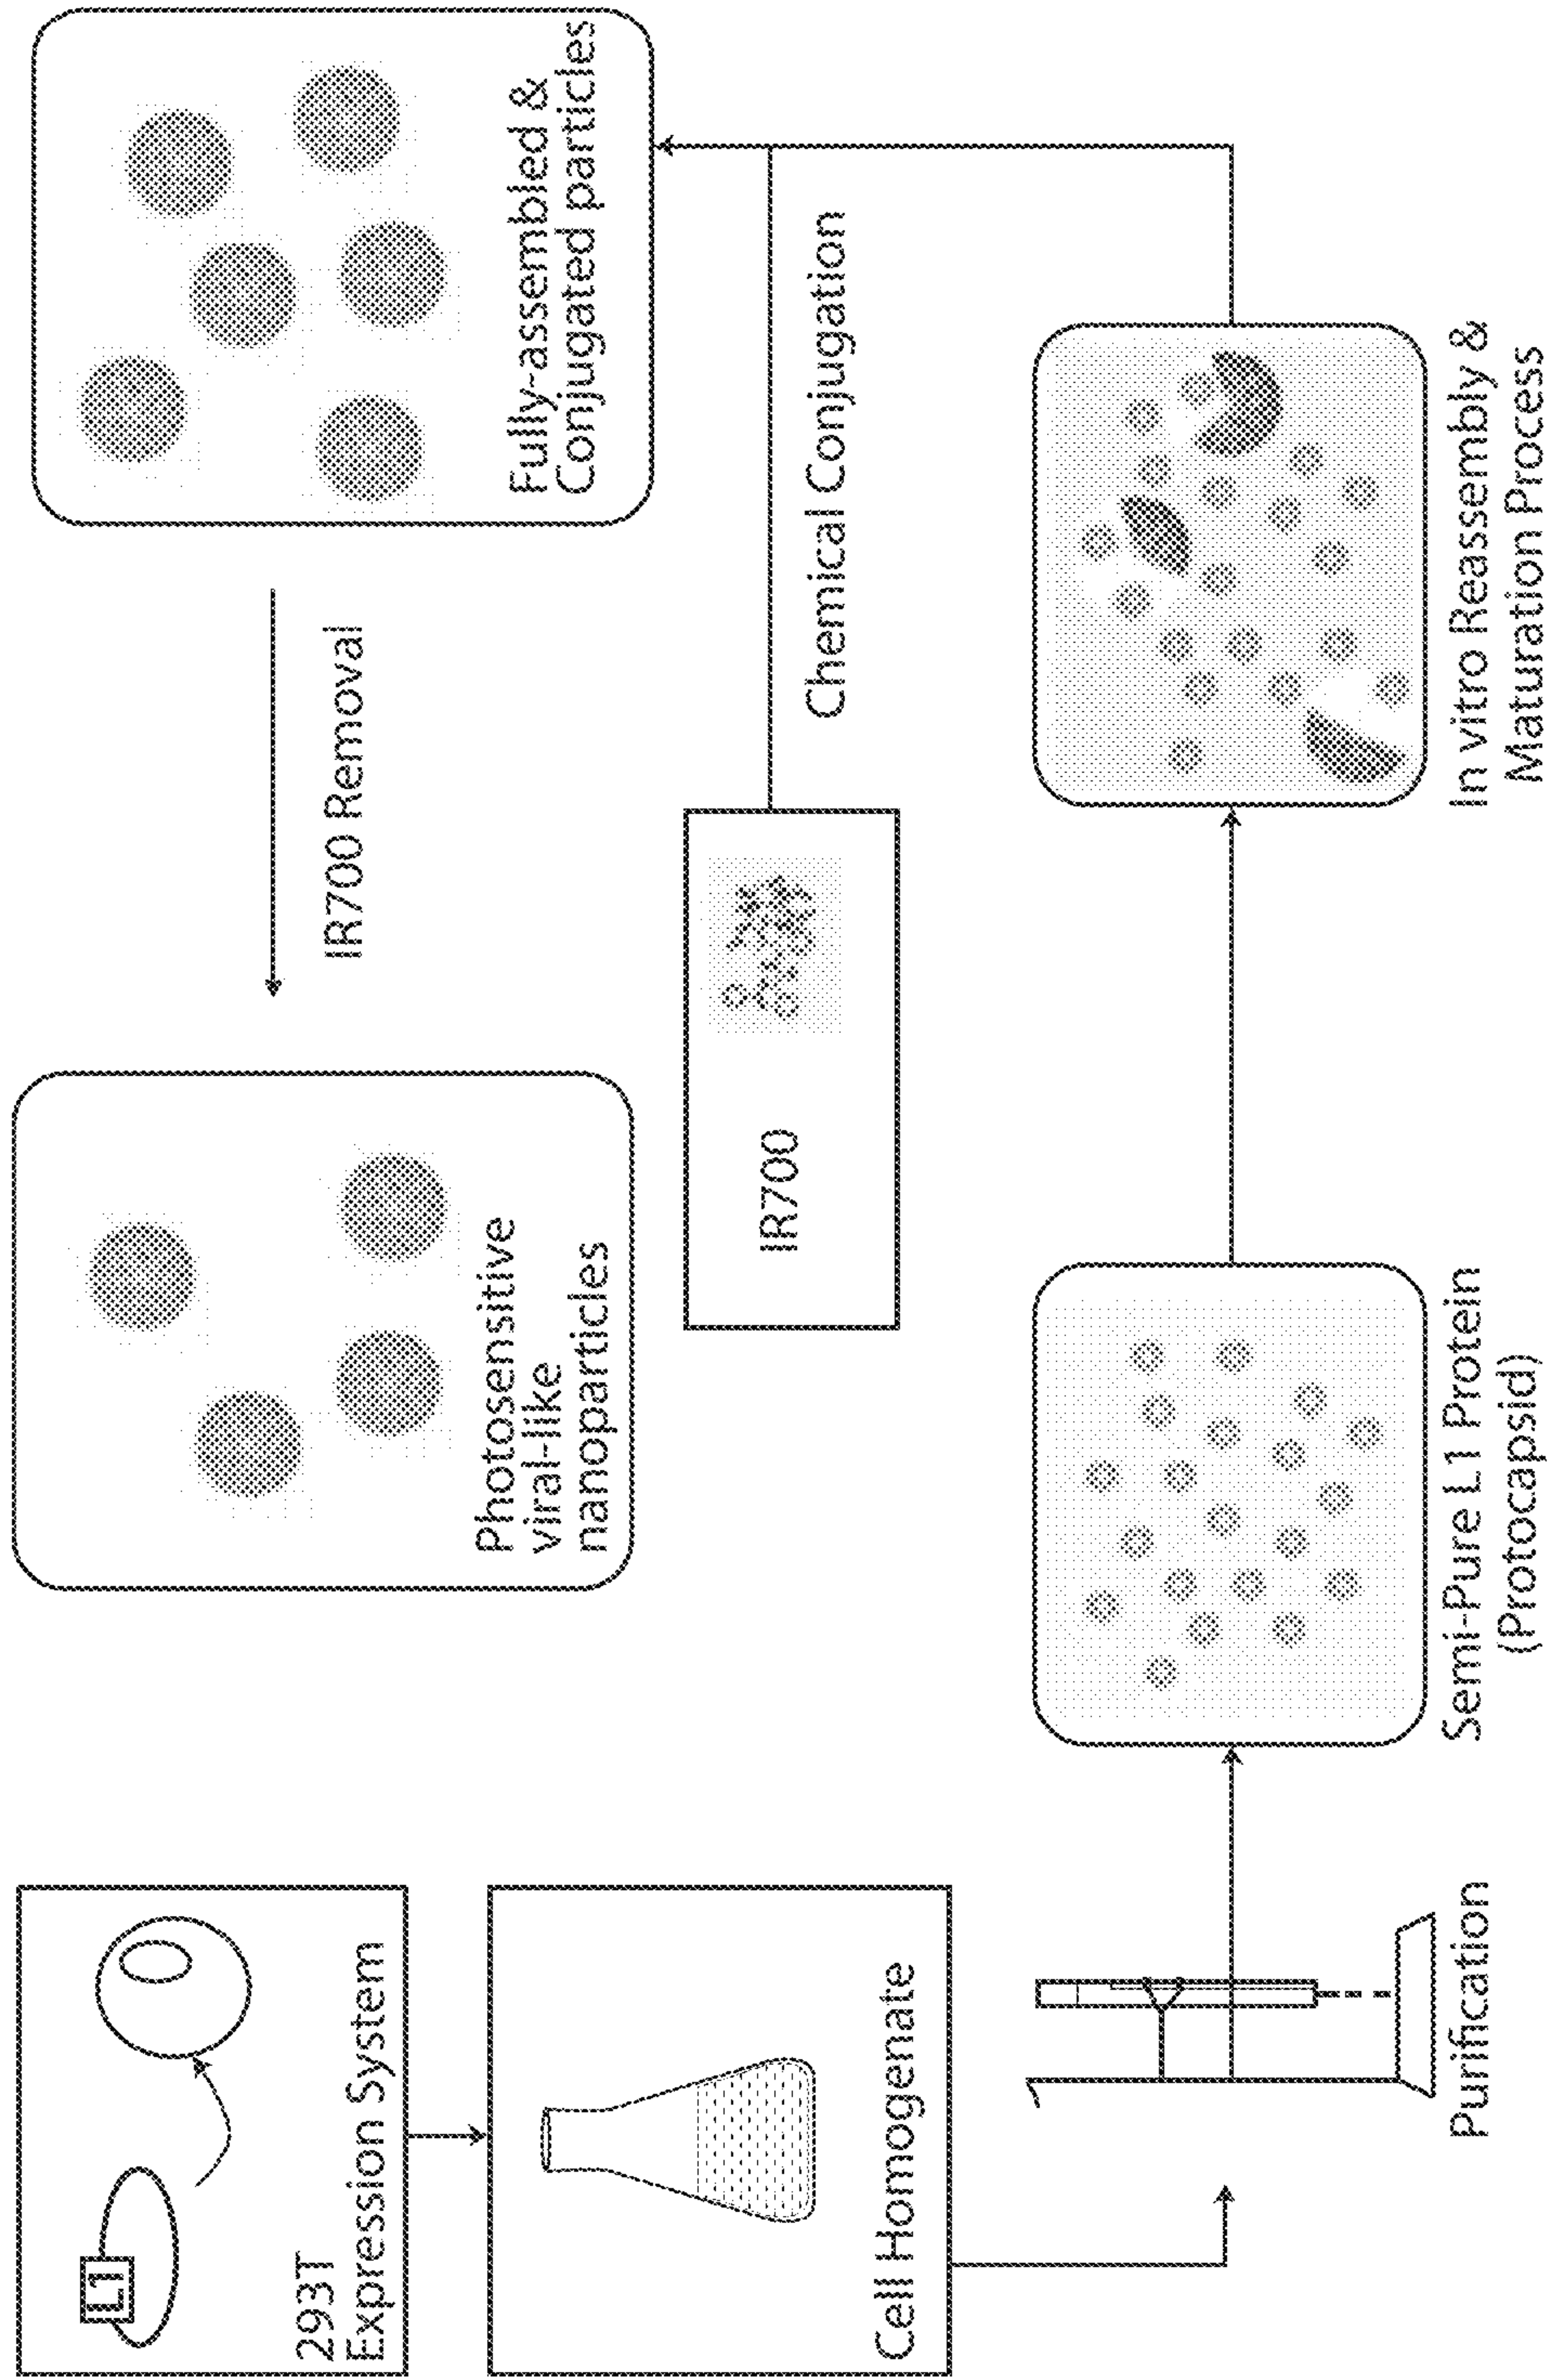 L1
293T
Expression System
Cell Homogenate
Purification
Semi-Pure L1 Protein
(Protocapsid)
In vitro Reassembly &
Maturation Process
IR700
Chemical Conjugation
Fully-assembled &
Conjugated particles
IR700 Removal
Photosensitive
viral-like
nanoparticles